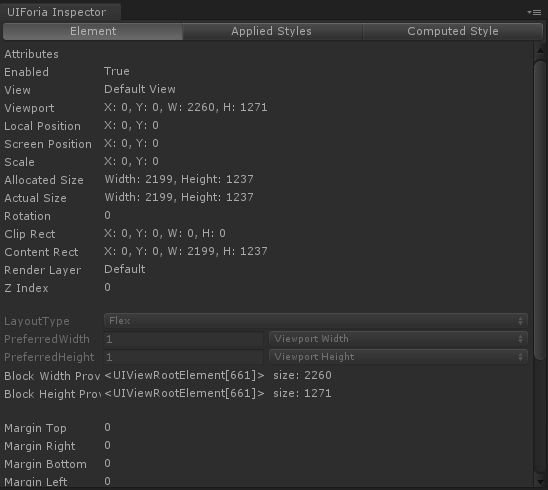 UIForia Inspector
Element Applied Styles Computed Style
Attributes
Enabled True
View Default View
Viewport X: 0, Y: 0, W: 2260, H: 1271
Local Position X: 0, Y: 0
Screen Position X: 0, Y: 0
Scale X: 0, Y: 0
Allocated Size Width: 2199, Height: 1237
Actual Size Width: 2199, Height: 1237
Rotation 0
Clip Rect X: 0, Y: 0, W: 0, H: 0
Content Rect X: 0, Y: 0, W: 2199, H: 1237
Render Layer Default
Z Index 0
LayoutType Flex
PreferredWidth 1 Viewport Width
PreferredHeight 1 Viewport Height
Block Width Prov <UIViewRootElement[661]> size: 2260
Block Height Prov <UIViewRootElement[661]> size: 1271
Margin Top 0
Margin Right 0
Margin Bottom 0
Margin Left 0